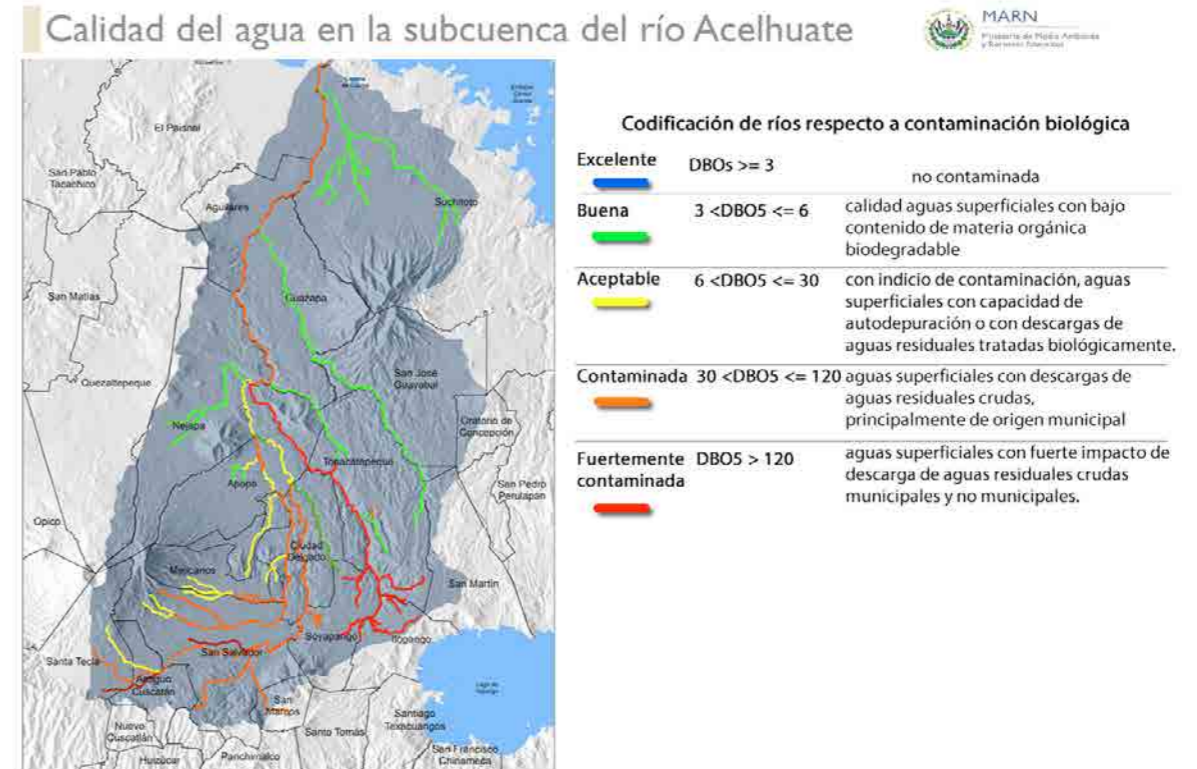 Calidad del agua en la subcuenca del río Acelhuate
MARN
Ministerio de Medio Ambiente
y Recursos Naturales
Codificación de ríos respecto a contaminación biológica
Excelente DBOs >= 3 no contaminada
Buena 3 <DBO5 <= 6 calidad aguas superficiales con bajo
contenido de materia orgánica
biodegradable
Aceptable 6 <DBO5 <= 30 con indicio de contaminación, aguas
superficiales con capacidad de
autodepuración o con descargas de
aguas residuales tratadas biológicamente.
Contaminada 30 <DBO5 <= 120 aguas superficiales con descargas de
aguas residuales crudas,
principalmente de origen municipal
Fuertemente DBO5 > 120 aguas superficiales con fuerte impacto de
contaminada descarga de aguas residuales crudas
municipales y no municipales.
El Paisnal
San Pablo
Tacachico
Aguilares
Suchitoto
San Matías
Guazapa
Quezaltepeque
San José
Guayabal
Nejapa
Oratorio de
Concepción
Tonacatepeque
Apopa
San Pedro
Perulapán
Opico
Ciudad
Delgado
Mejicanos
San Martín
Soyapango
Ilopango
Santa Tecla
San Salvador
Antiguo
Cuscatlán
San
Marcos
Nuevo
Cuscatlán
Santo Tomás
Santiago
Texacuangos
Huizúcar
Panchimalco
San Francisco
Chinameca